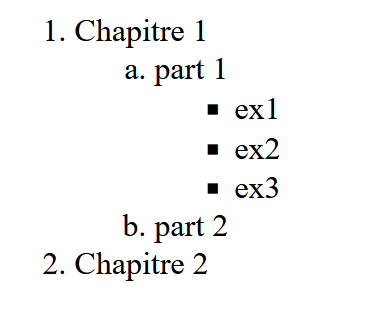 1. Chapitre 1
a. part 1
▪ ex1
▪ ex2
▪ ex3
b. part 2
2. Chapitre 2